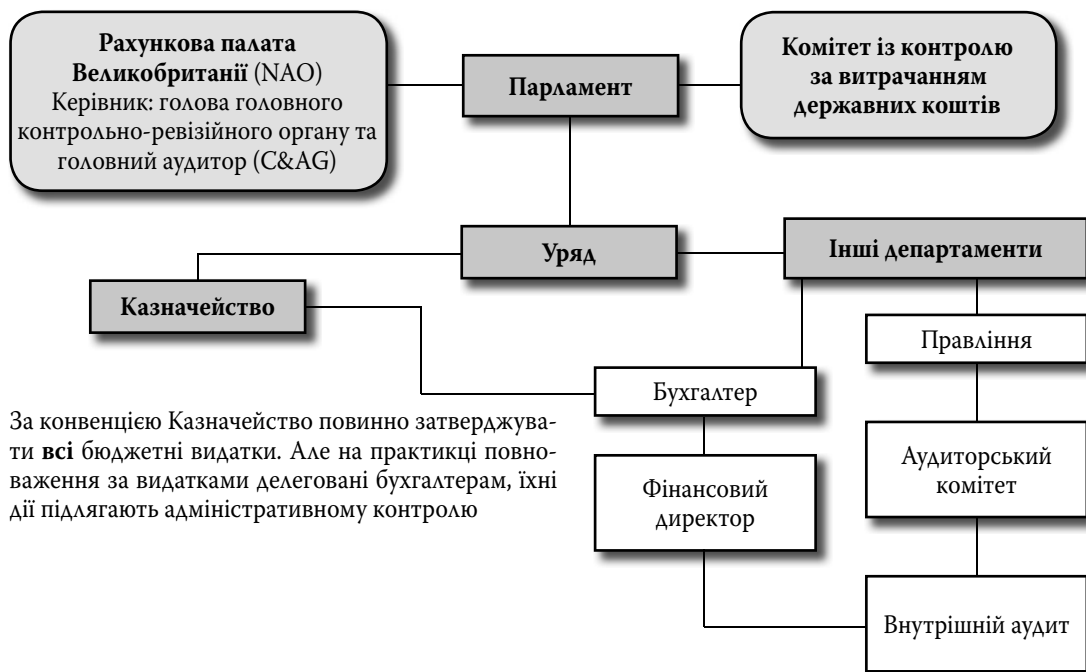 Рахункова палата
Великобританії (NAO)
Керівник: голова головного
контрольно-ревізійного органу та
головний аудитор (C&AG)
Парламент
Комітет із контролю
за витрачанням
державних коштів
Уряд
Інші департаменти
Казначейство
Правління
Бухгалтер
За конвенцією Казначейство повинно затверджува-
ти всі бюджетні видатки. Але на практикці повно-
важення за видатками делеговані бухгалтерам, їхні
дії підлягають адміністративному контролю
Аудиторський
комітет
Фінансовий
директор
Внутрішній аудит